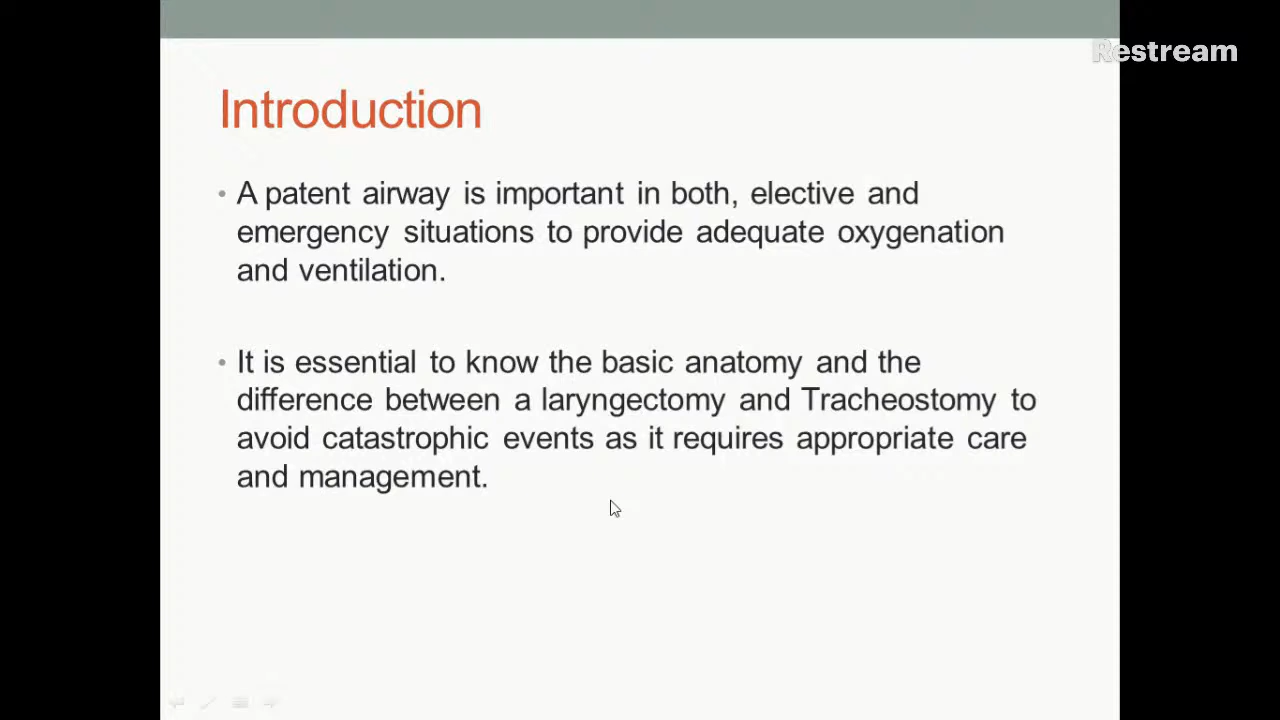 Restream
Introduction
• A patent airway is important in both, elective and
emergency situations to provide adequate oxygenation
and ventilation.
• It is essential to know the basic anatomy and the
difference between a laryngectomy and Tracheostomy to
avoid catastrophic events as it requires appropriate care
and management.